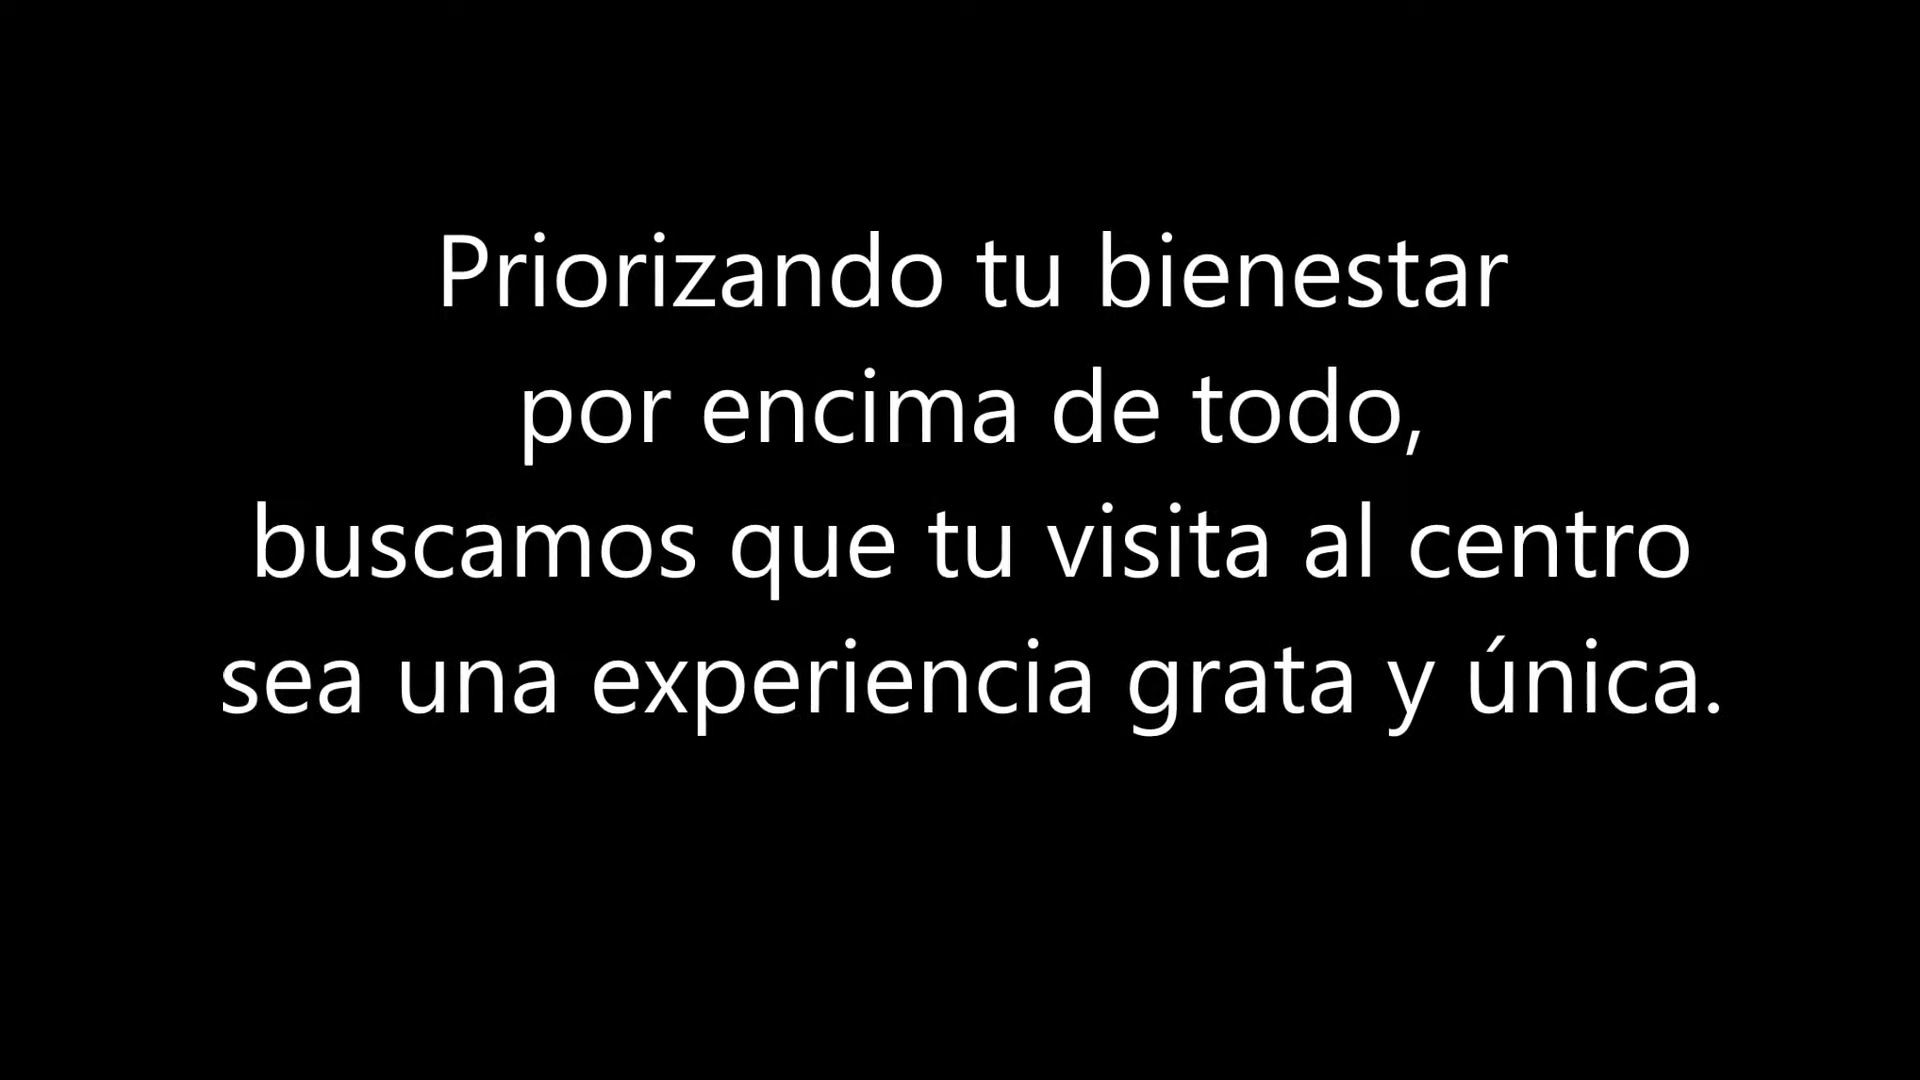 Priorizando tu bienestar
por encima de todo,
buscamos que tu visita al centro
sea una experiencia grata y única.